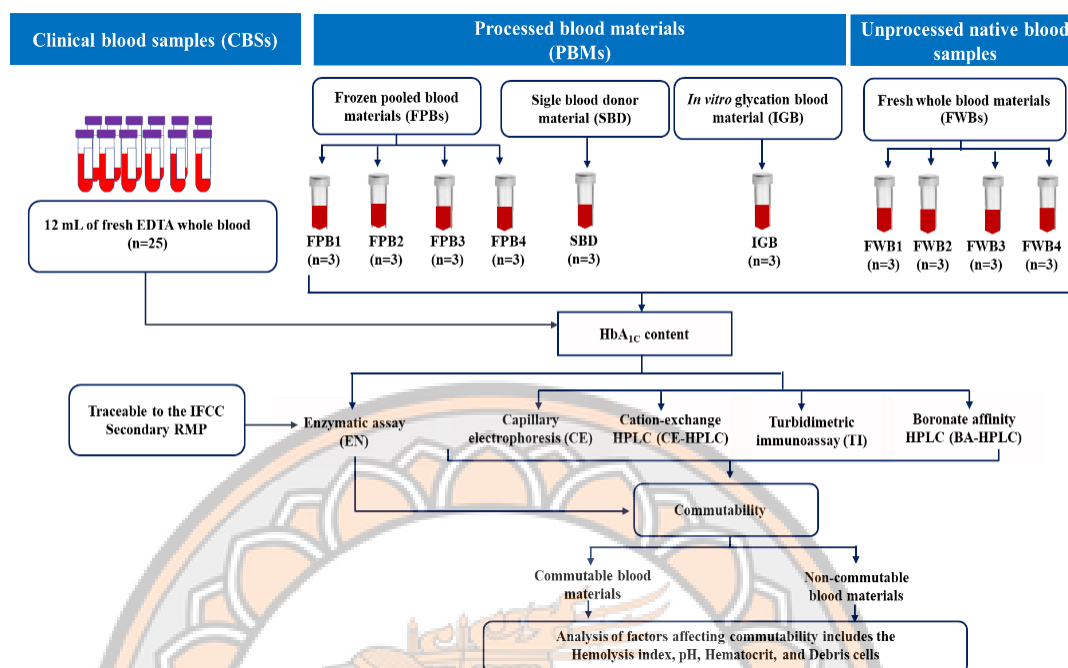 Clinical blood samples (CBSs)
Processed blood materials
(PBMs)
Unprocessed native blood
samples
Frozen pooled blood
materials (FPBs)
Sigle blood donor
material (SBD)
In vitro glycation blood
material (IGB)
Fresh whole blood materials
(FWBs)
12 mL of fresh EDTA whole blood
(n=25)
FPB1
(n=3)
FPB2
(n=3)
FPB3
(n=3)
FPB4
(n=3)
SBD
(n=3)
IGB
(n=3)
FWB1
(n=3)
FWB2
(n=3)
FWB3
(n=3)
FWB4
(n=3)
HbA1C content
Traceable to the IFCC
Secondary RMP
Enzymatic assay
(EN)
Capillary
electrophoresis (CE)
Cation-exchange
HPLC (CE-HPLC)
Turbidimetric
immunoassay (TI)
Boronate affinity
HPLC (BA-HPLC)
Commutability
Commutable blood
materials
Non-commutable
blood materials
Analysis of factors affecting commutability includes the
Hemolysis index, pH, Hematocrit, and Debris cells